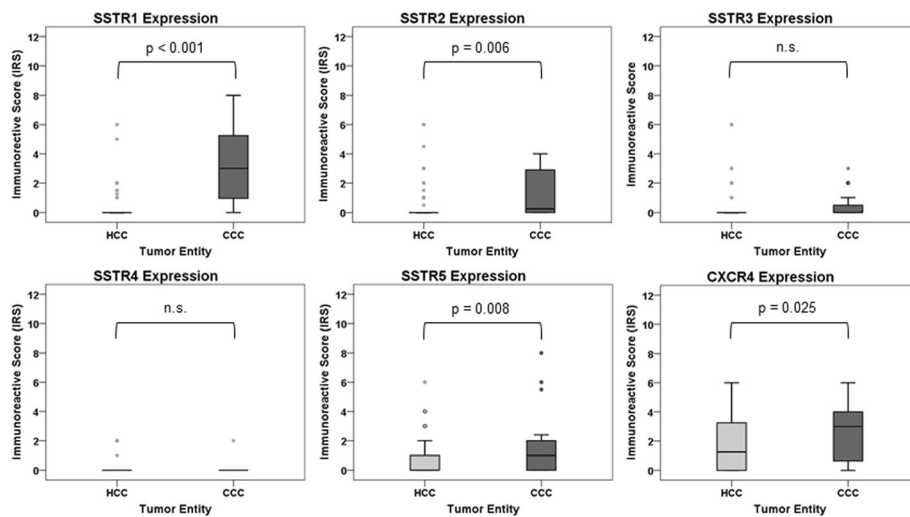 SSTR1 Expression
p < 0.001
Immunorective Score (IRS)
12
10
8
6
4
2
0
HCC CCC
Tumor Entity
SSTR2 Expression
p = 0.006
Immunoreactive Score (IRS)
12
10
8
6
4
2
0
HCC CCC
Tumor Entity
SSTR3 Expression
n.s.
Immunoreactive Score
12
10
8
6
4
2
0
HCC CCC
Tumor Entity
SSTR4 Expression
n.s.
Immunoreactive Score (IRS)
12
10
8
6
4
2
0
HCC CCC
Tumor Entity
SSTR5 Expression
p = 0.008
Immunoreactive Score (IRS)
12
10
8
6
4
2
0
HCC CCC
Tumor Entity
CXCR4 Expression
p = 0.025
Immunoreactive Score (IRS)
12
10
8
6
4
2
0
HCC CCC
Tumor Entity